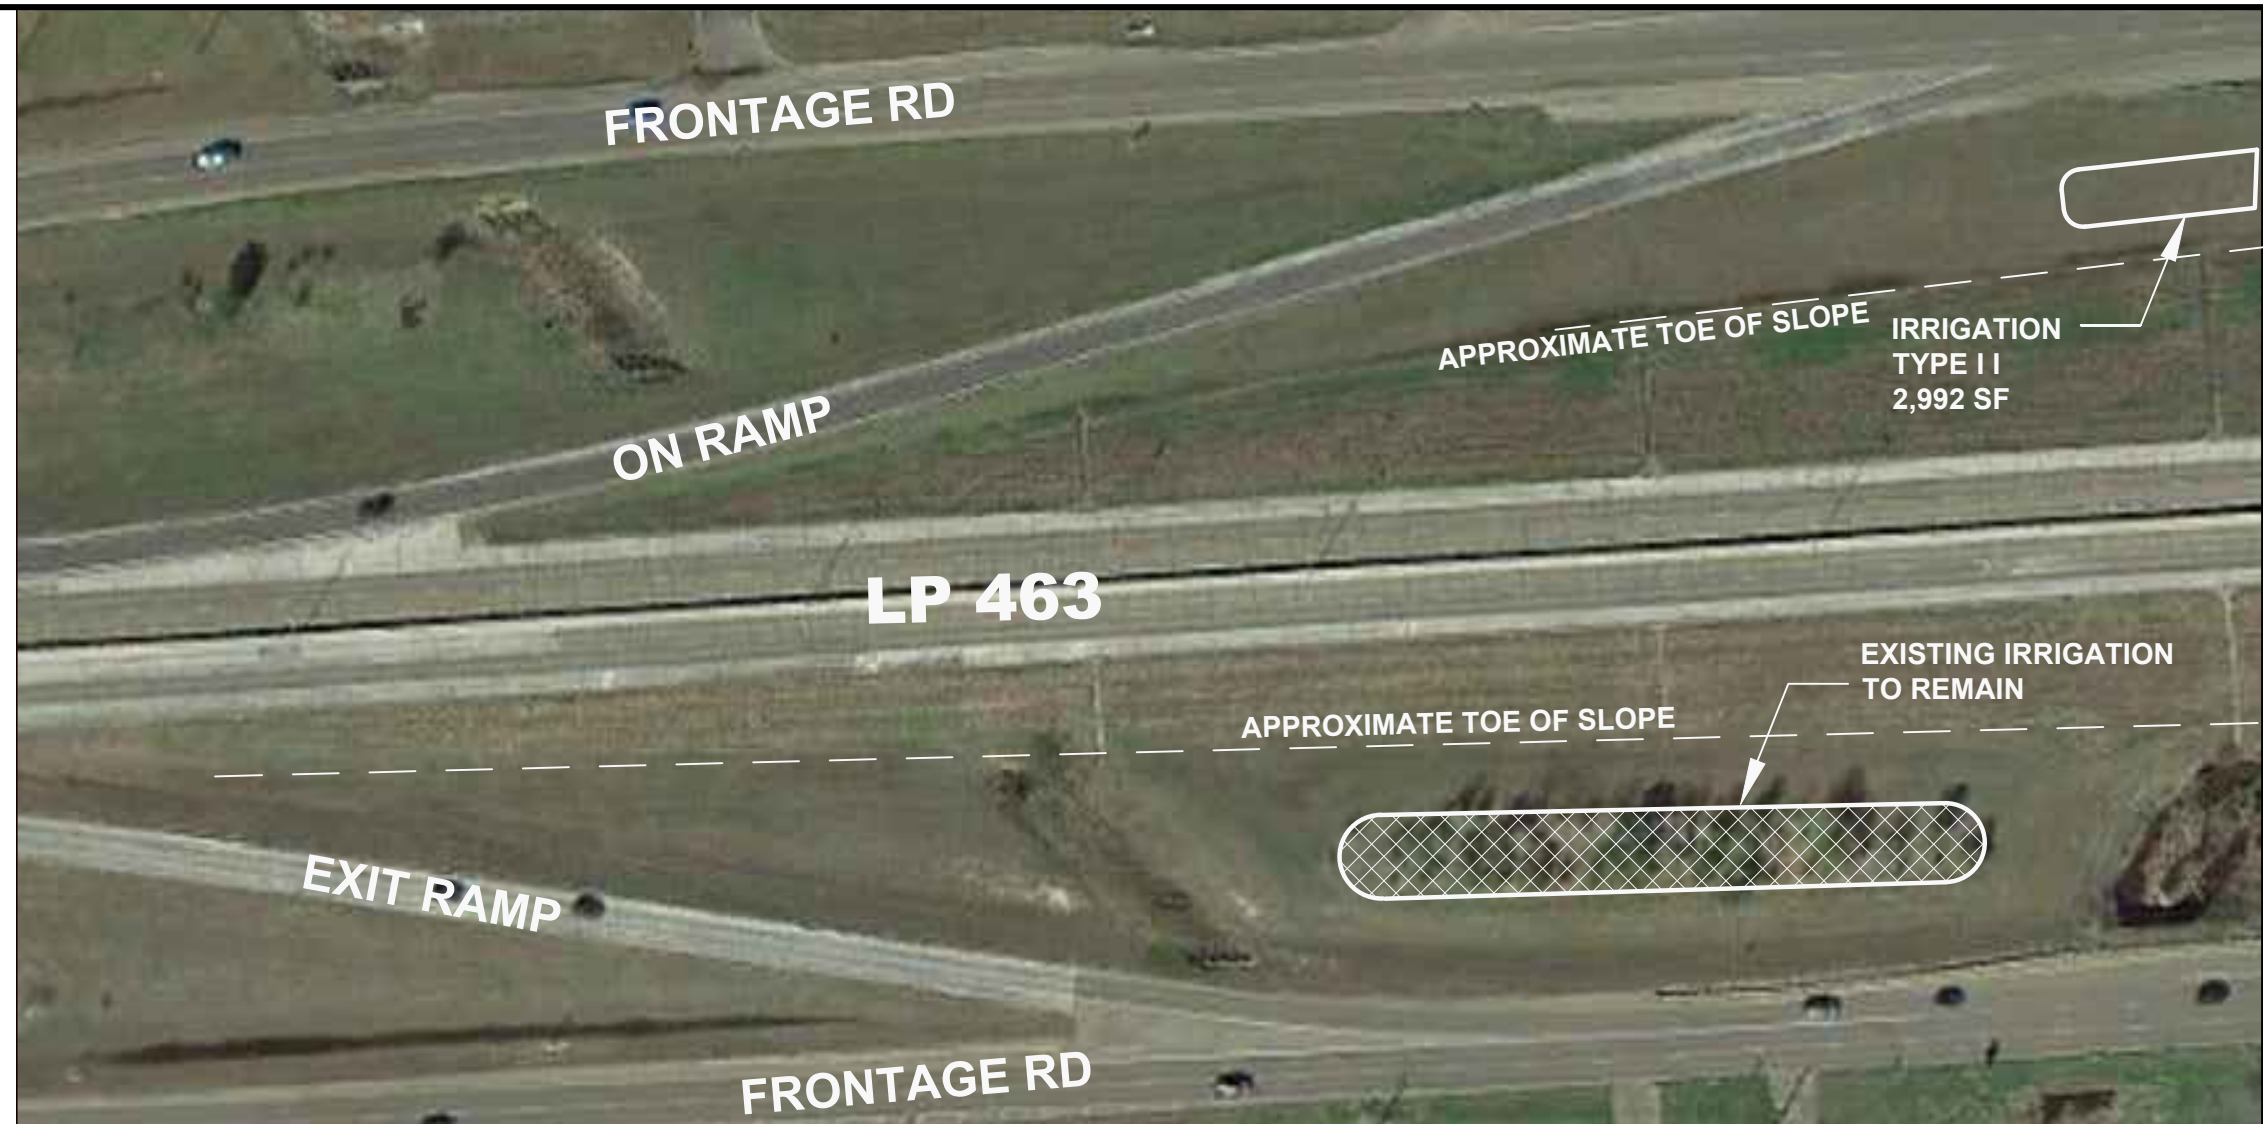 FRONTAGE RD
APPROXIMATE TOE OF SLOPE
IRRIGATION
TYPE I I
2,992 SF
ON RAMP
LP 463
EXISTING IRRIGATION
TO REMAIN
APPROXIMATE TOE OF SLOPE
EXIT RAMP
FRONTAGE RD